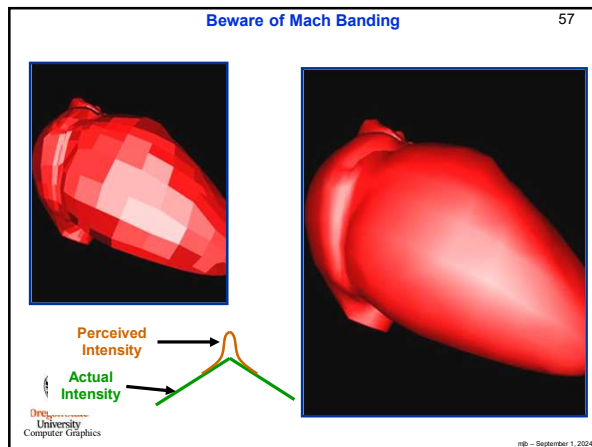 Beware of Mach Banding
57
Perceived
Intensity
Actual
Intensity
University
Computer Graphics
mjb – September 1, 2024